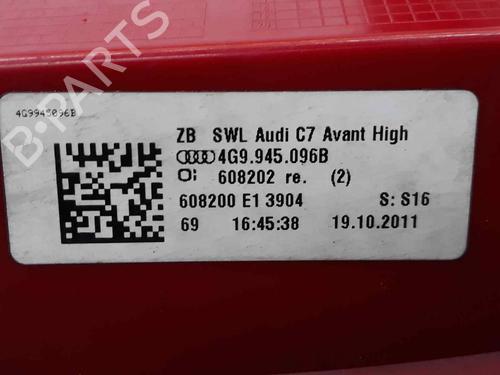 4G9945096B
ZB SWL Audi C7 Avant High
4G9.945.096B
608202 re. (2)
608200 E1 3904 S: S16
69 16:45:38 19.10.2011
B-PARTS